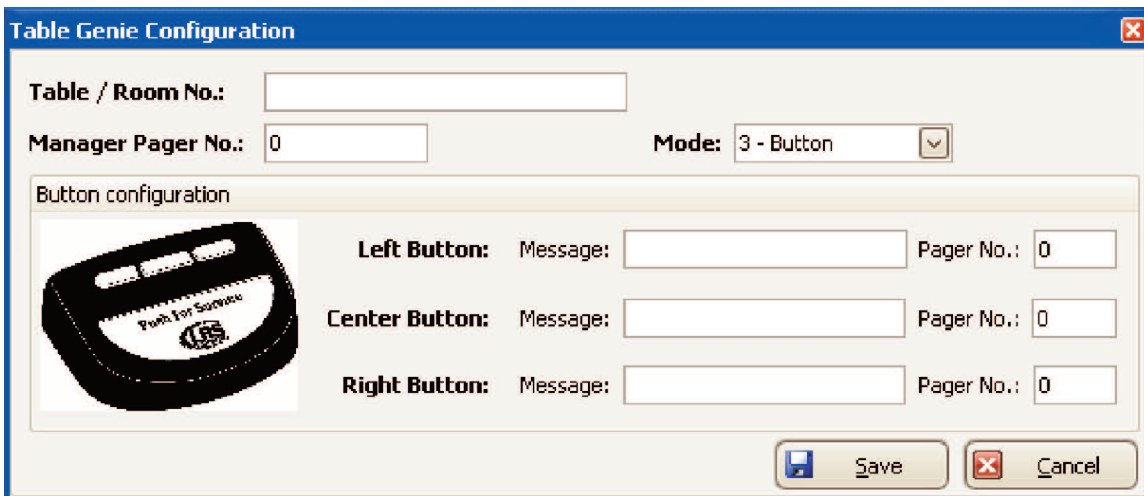 Table Genie Configuration
Table / Room No.:
Manager Pager No.: 0 Mode: 3 - Button
Button configuration
Left Button: Message: Pager No.: 0
Push For Service
LRS
Center Button: Message: Pager No.: 0
Right Button: Message: Pager No.: 0
Save Cancel